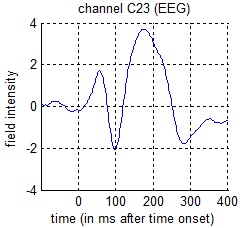 channel C23 (EEG)
4
2
0
-2
-4
field intensity
0 100 200 300 400
time (in ms after time onset)